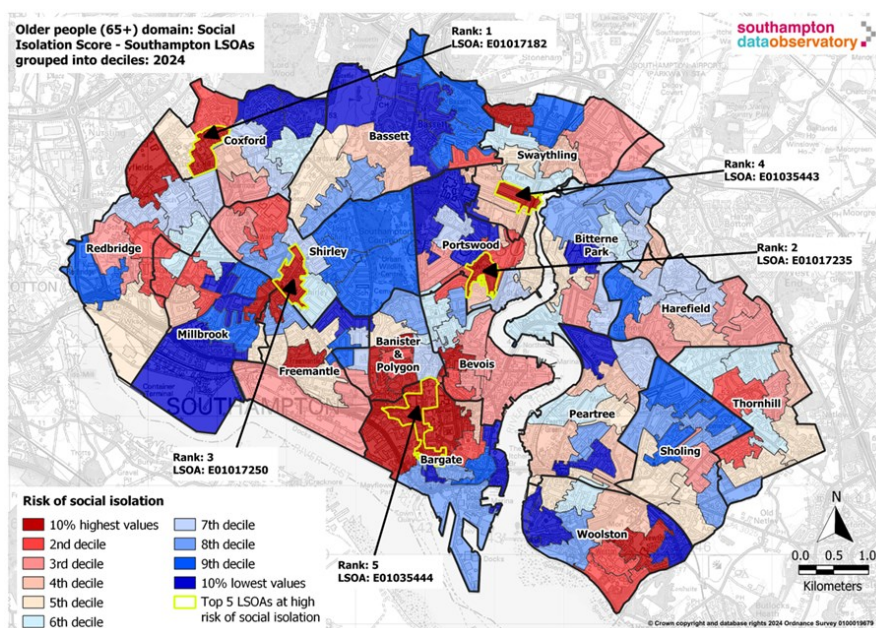 Older people (65+) domain: Social
Isolation Score - Southampton LSOAs
grouped into deciles: 2024
Rank: 1
LSOA: E01017182
southampton
dataobservatory
Coxford
Bassett
Swaythling
Rank: 4
LSOA: E01035443
Redbridge
Shirley
Portswood
Bitterne
Park
Rank: 2
LSOA: E01017235
Harefield
Millbrook
Banister
&
Polygon
Freemantle
Bevois
SOUTHAMPTON
Peartree
Thornhill
Rank: 3
LSOA: E01017250
Bargate
Sholing
Woolston
Risk of social isolation
10% highest values
2nd decile
3rd decile
4th decile
5th decile
6th decile
7th decile
8th decile
9th decile
10% lowest values
Top 5 LSOAs at high
risk of social isolation
Rank: 5
LSOA: E01035444
N
0.0 0.5 1.0
Kilometers
© Crown copyright and database rights 2024 Ordnance Survey 0100019679